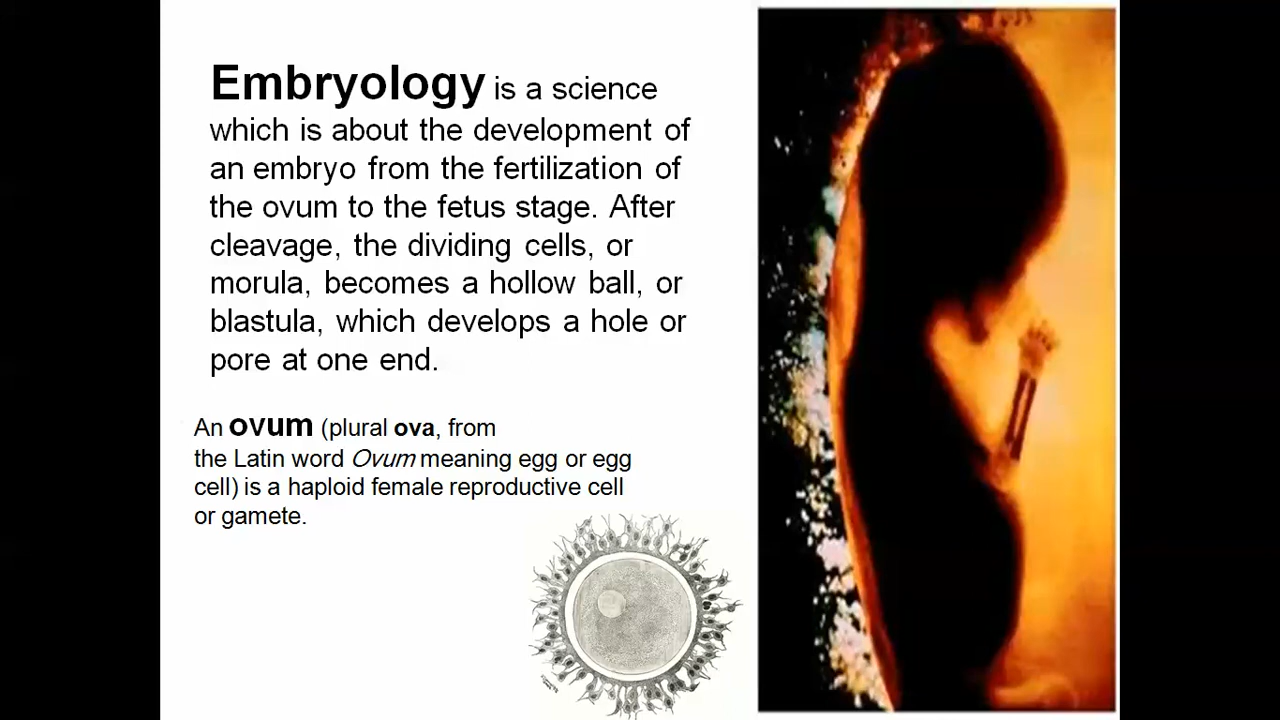 Embryology is a science
which is about the development of
an embryo from the fertilization of
the ovum to the fetus stage. After
cleavage, the dividing cells, or
morula, becomes a hollow ball, or
blastula, which develops a hole or
pore at one end.
An ovum (plural ova, from
the Latin word Ovum meaning egg or egg
cell) is a haploid female reproductive cell
or gamete.